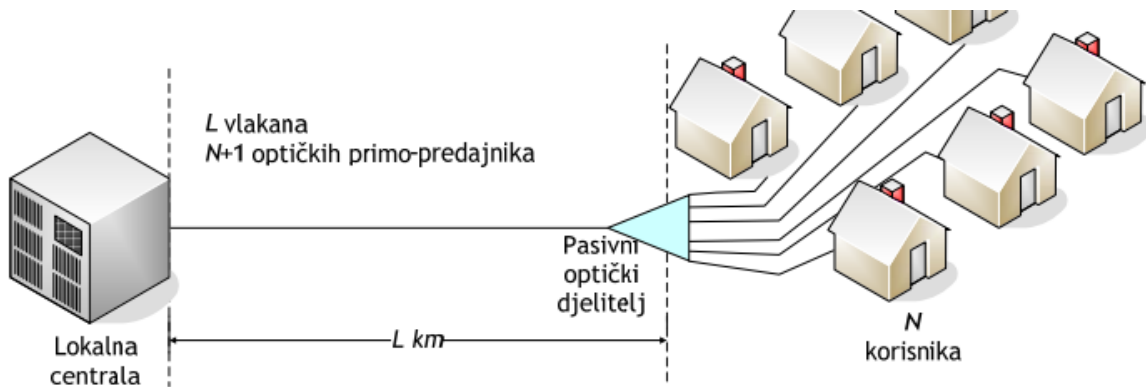 L vlakana
N+1 optičkih primo-predajnika
Pasivni
optički
djelitelj
L km
Lokalna
centrala
N
korisnika